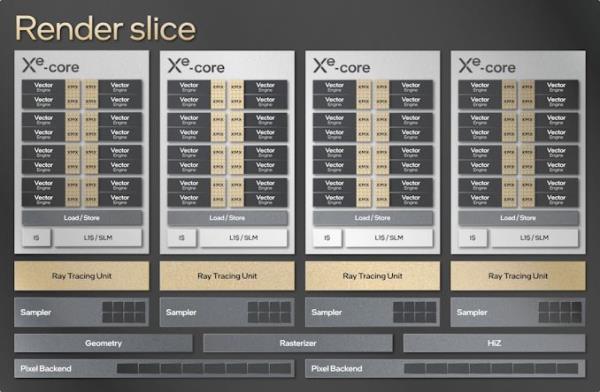 Render slice
Xe-core Xe-core Xe-core Xe-core
Vector Engine XMX XMX Vector Engine Vector Engine XMX XMX Vector Engine Vector Engine XMX XMX Vector Engine Vector Engine XMX XMX Vector Engine
Vector Engine XMX XMX Vector Engine Vector Engine XMX XMX Vector Engine Vector Engine XMX XMX Vector Engine Vector Engine XMX XMX Vector Engine
Vector Engine XMX XMX Vector Engine Vector Engine XMX XMX Vector Engine Vector Engine XMX XMX Vector Engine Vector Engine XMX XMX Vector Engine
Vector Engine XMX XMX Vector Engine Vector Engine XMX XMX Vector Engine Vector Engine XMX XMX Vector Engine Vector Engine XMX XMX Vector Engine
Vector Engine XMX XMX Vector Engine Vector Engine XMX XMX Vector Engine Vector Engine XMX XMX Vector Engine Vector Engine XMX XMX Vector Engine
Vector Engine XMX XMX Vector Engine Vector Engine XMX XMX Vector Engine Vector Engine XMX XMX Vector Engine Vector Engine XMX XMX Vector Engine
Vector Engine XMX XMX Vector Engine Vector Engine XMX XMX Vector Engine Vector Engine XMX XMX Vector Engine Vector Engine XMX XMX Vector Engine
Vector Engine XMX XMX Vector Engine Vector Engine XMX XMX Vector Engine Vector Engine XMX XMX Vector Engine Vector Engine XMX XMX Vector Engine
Load/Store Load/Store Load/Store Load/Store
I$ L1$/SLM I$ L1$/SLM I$ L1$/SLM I$ L1$/SLM
Ray Tracing Unit Ray Tracing Unit Ray Tracing Unit Ray Tracing Unit
Sampler Sampler Sampler Sampler
Geometry Rasterizer HiZ
Pixel Backend Pixel Backend